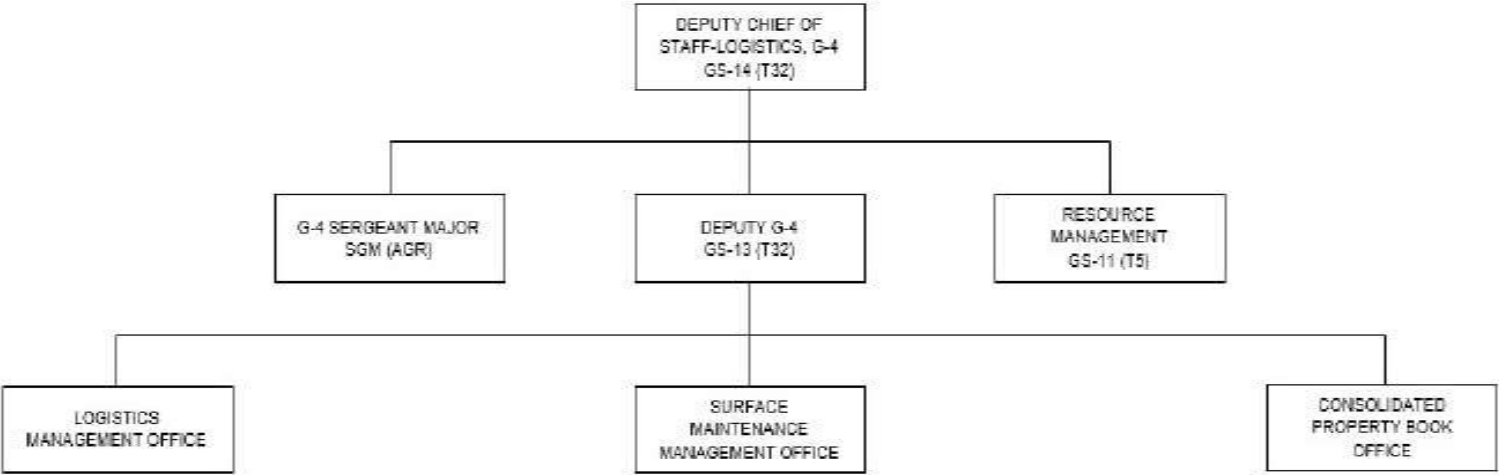 DEPUTY CHIEF OF
STAFF-LOGISTICS, G-4
GS-14 (T32)
G-4 SERGEANT MAJOR
SGM (AGR)
DEPUTY G-4
GS-13 (T32)
RESOURCE
MANAGEMENT
GS-11 (T5)
LOGISTICS
MANAGEMENT OFFICE
SURFACE
MAINTENANCE
MANAGEMENT OFFICE
CONSOLIDATED
PROPERTY BOOK
OFFICE